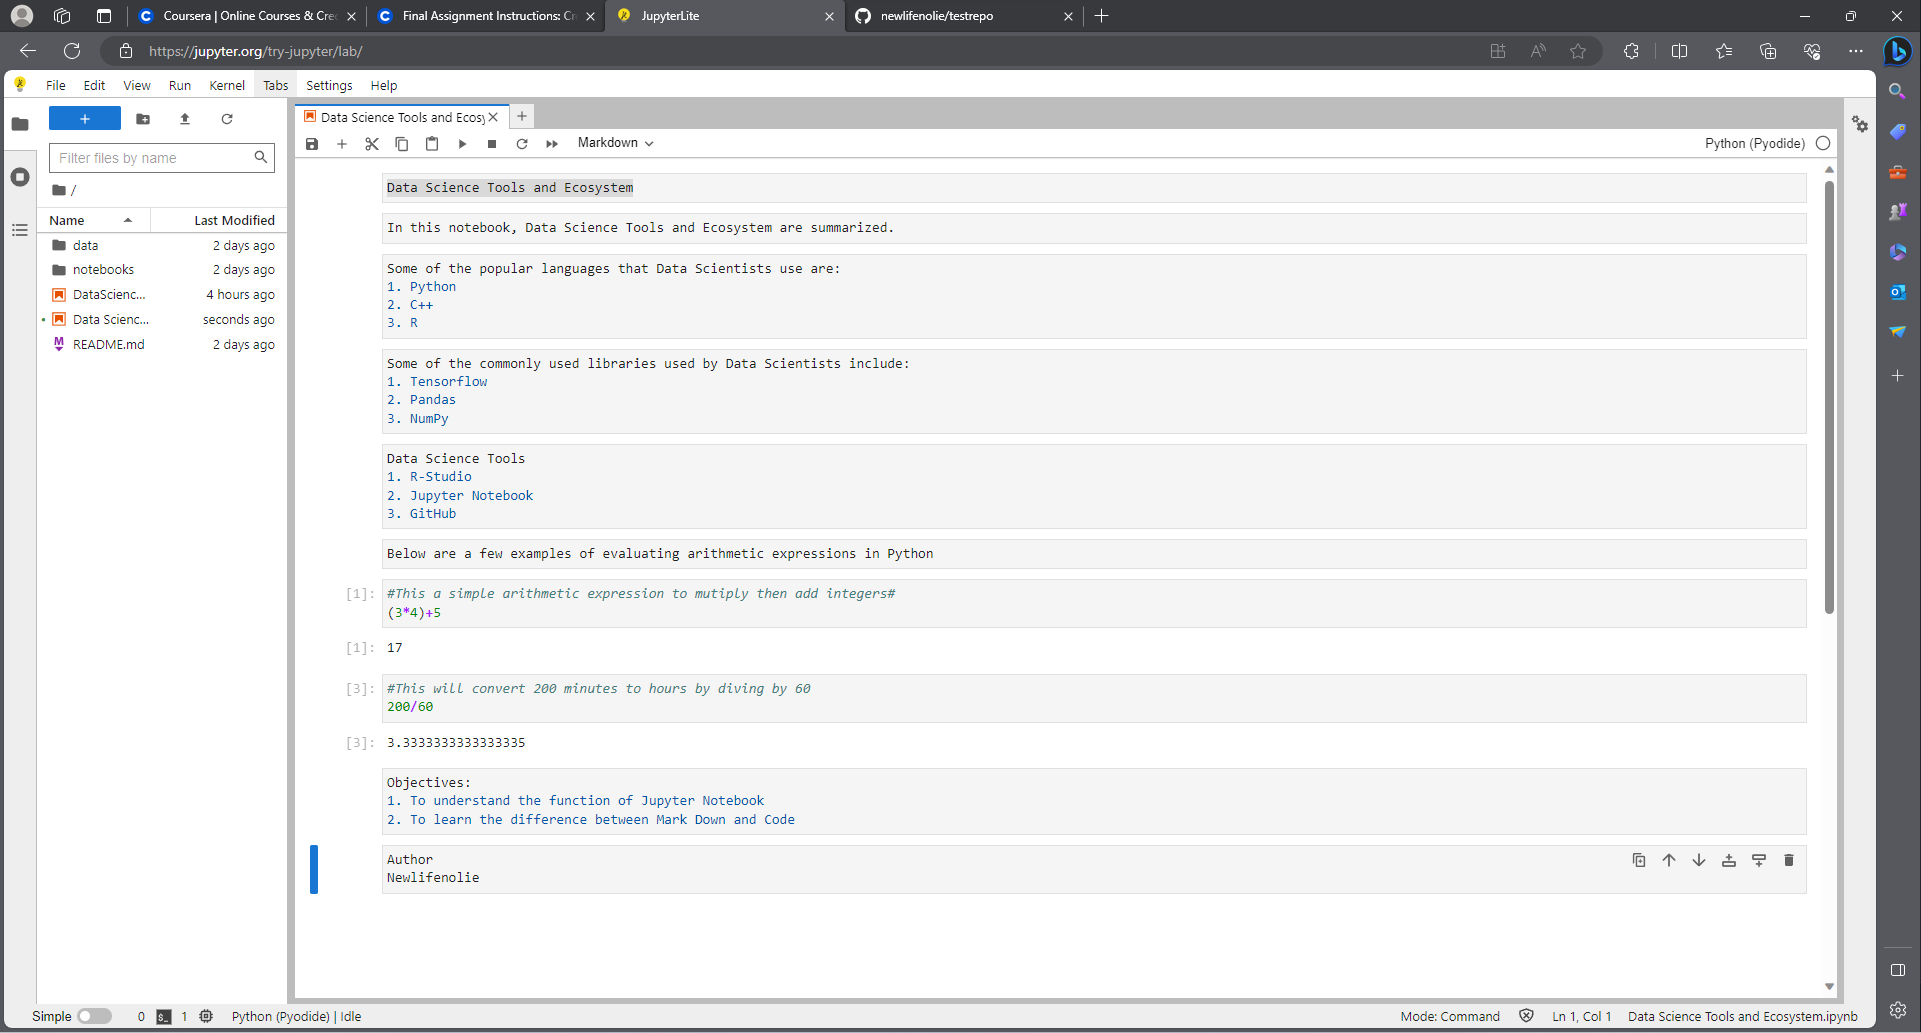 Coursera | Online Courses & Cre
Final Assignment Instructions: Cr
JupyterLite
newlifenolie/testrepo
https://jupyter.org/try-jupyter/lab/
File Edit View Run Kernel Tabs Settings Help
Data Science Tools and Ecosy
Filter files by name
Markdown
Python (Pyodide)
/
Name Last Modified
data 2 days ago
notebooks 2 days ago
DataScienc... 4 hours ago
Data Scienc... seconds ago
README.md 2 days ago
Data Science Tools and Ecosystem
In this notebook, Data Science Tools and Ecosystem are summarized.
Some of the popular languages that Data Scientists use are:
1. Python
2. C++
3. R
Some of the commonly used libraries used by Data Scientists include:
1. Tensorflow
2. Pandas
3. NumPy
Data Science Tools
1. R-Studio
2. Jupyter Notebook
3. GitHub
Below are a few examples of evaluating arithmetic expressions in Python
[1]: #This a simple arithmetic expression to mutiply then add integers#
(3*4)+5
[1]: 17
[3]: #This will convert 200 minutes to hours by diving by 60
200/60
[3]: 3.3333333333333335
Objectives:
1. To understand the function of Jupyter Notebook
2. To learn the difference between Mark Down and Code
Author
Newlifenolie
Simple 0 1 Python (Pyodide) | Idle Mode: Command Ln 1, Col 1 Data Science Tools and Ecosystem.ipynb